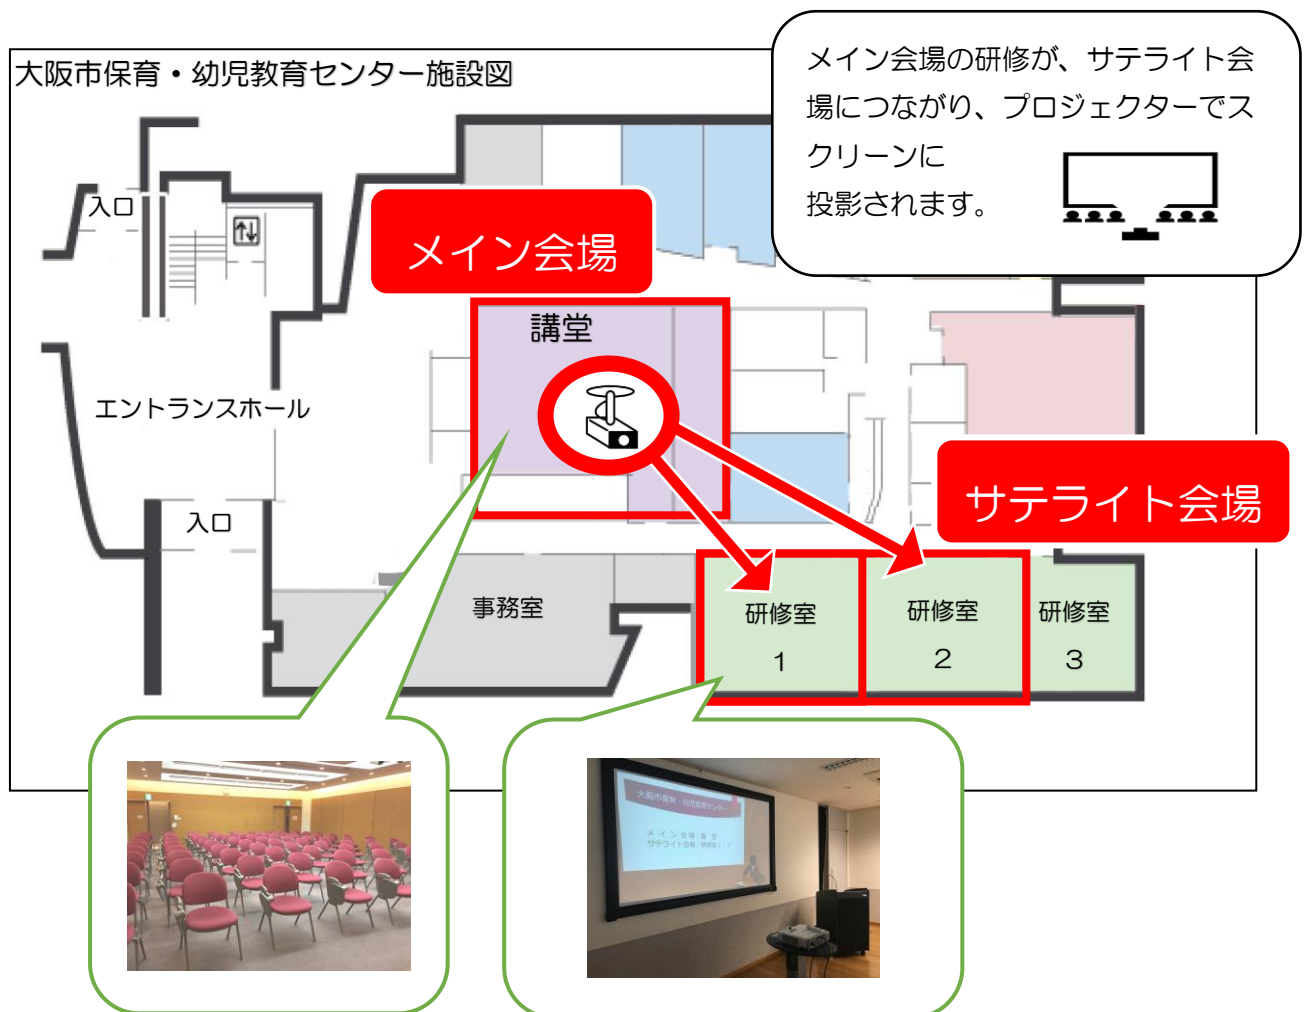 大阪市保育・幼児教育センター施設図
メイン会場の研修が、サテライト会
場につながり、プロジェクターでス
クリーンに
投影されます。
入口
メイン会場
講堂
エントランスホール
サテライト会場
入口
事務室
研修室
1
研修室
2
研修室
3
大阪市保育・幼児教育センター
メイン会場:講堂
サテライト会場:研修室1・2